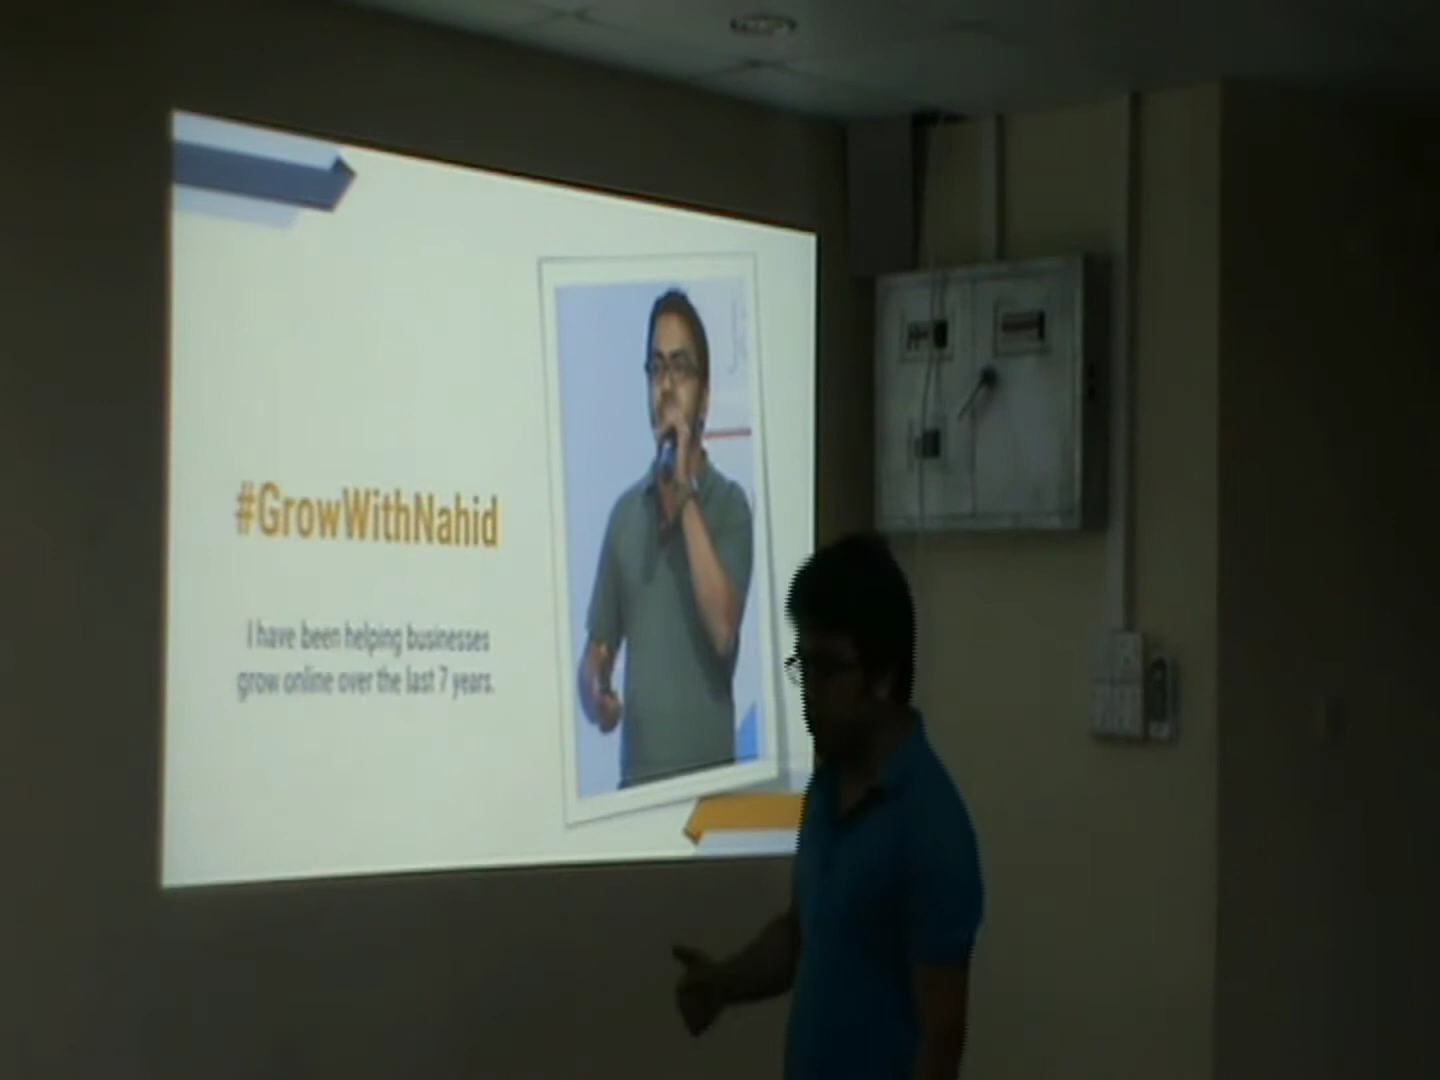 #GrowWithNahid
I have been helping businesses
grow online over the last 7 years.